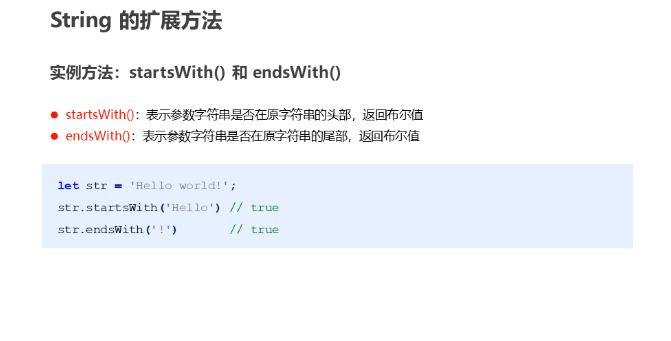 String 的扩展方法
实例方法：startsWith() 和 endsWith()
● startsWith()：表示参数字符串是否在原字符串的头部，返回布尔值
● endsWith()：表示参数字符串是否在原字符串的尾部，返回布尔值
let str = 'Hello world!';
str.startsWith('Hello') // true
str.endsWith('!') // true